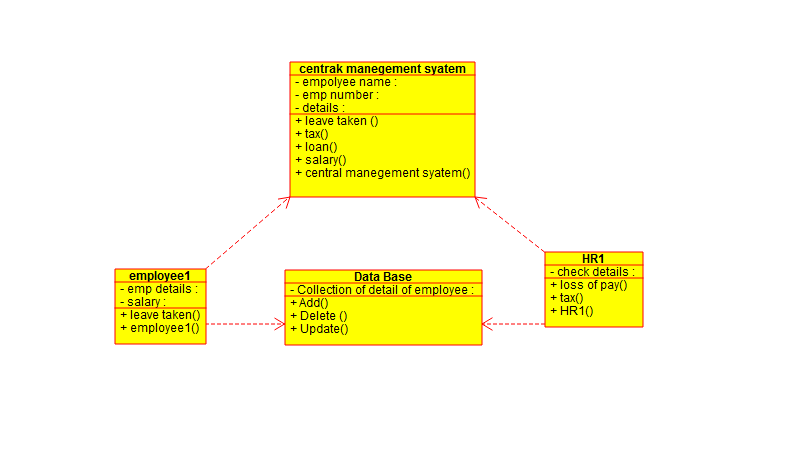 centrak manegement syatem
- empolyee name :
- emp number :
- details :
+ leave taken ()
+ tax()
+ loan()
+ salary()
+ central manegement syatem()
employee1
- emp details :
- salary :
+ leave taken()
+ employee1()
Data Base
- Collection of detail of employee :
+ Add()
+ Delete ()
+ Update()
HR1
- check details :
+ loss of pay()
+ tax()
+ HR1()